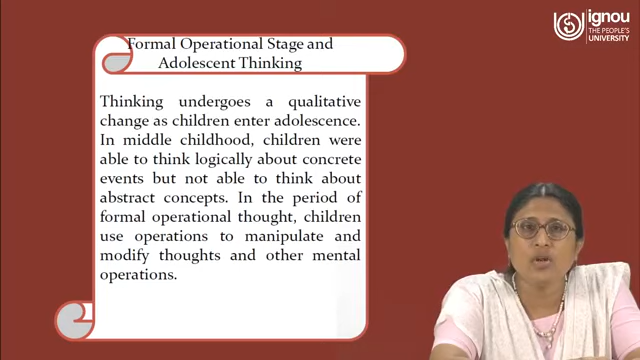 Formal Operational Stage and
Adolescent Thinking
Thinking undergoes a qualitative
change as children enter adolescence.
In middle childhood, children were
able to think logically about concrete
events but not able to think about
abstract concepts. In the period of
formal operational thought, children
use operations to manipulate and
modify thoughts and other mental
operations.
ignou
THE PEOPLE'S
UNIVERSITY